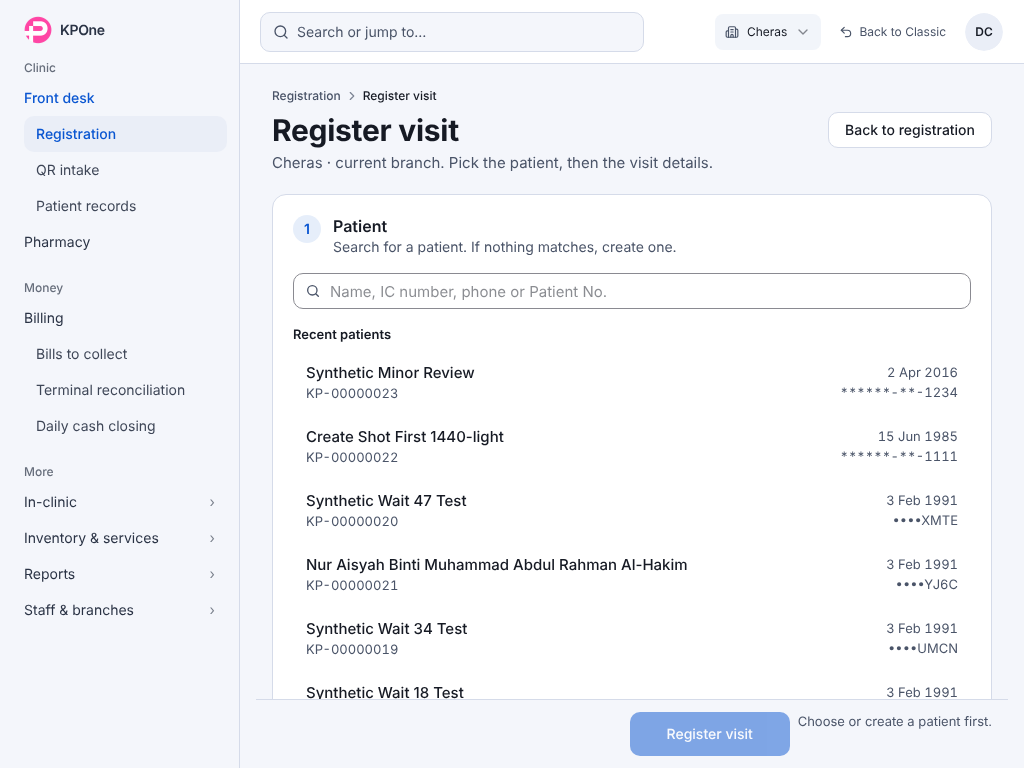 KPOne
Clinic
Front desk
Registration
QR intake
Patient records
Pharmacy
Money
Billing
Bills to collect
Terminal reconciliation
Daily cash closing
More
In-clinic
Inventory & services
Reports
Staff & branches
Search or jump to...
Cheras
Back to Classic
DC
Registration > Register visit
Register visit
Back to registration
Cheras · current branch. Pick the patient, then the visit details.
1
Patient
Search for a patient. If nothing matches, create one.
Name, IC number, phone or Patient No.
Recent patients
Synthetic Minor Review 2 Apr 2016
KP-00000023 ******-**-1234
Create Shot First 1440-light 15 Jun 1985
KP-00000022 ******-**-1111
Synthetic Wait 47 Test 3 Feb 1991
KP-00000020 ••••XMTE
Nur Aisyah Binti Muhammad Abdul Rahman Al-Hakim 3 Feb 1991
KP-00000021 ••••YJ6C
Synthetic Wait 34 Test 3 Feb 1991
KP-00000019 ••••UMCN
Synthetic Wait 18 Test 3 Feb 1991
Register visit
Choose or create a patient first.